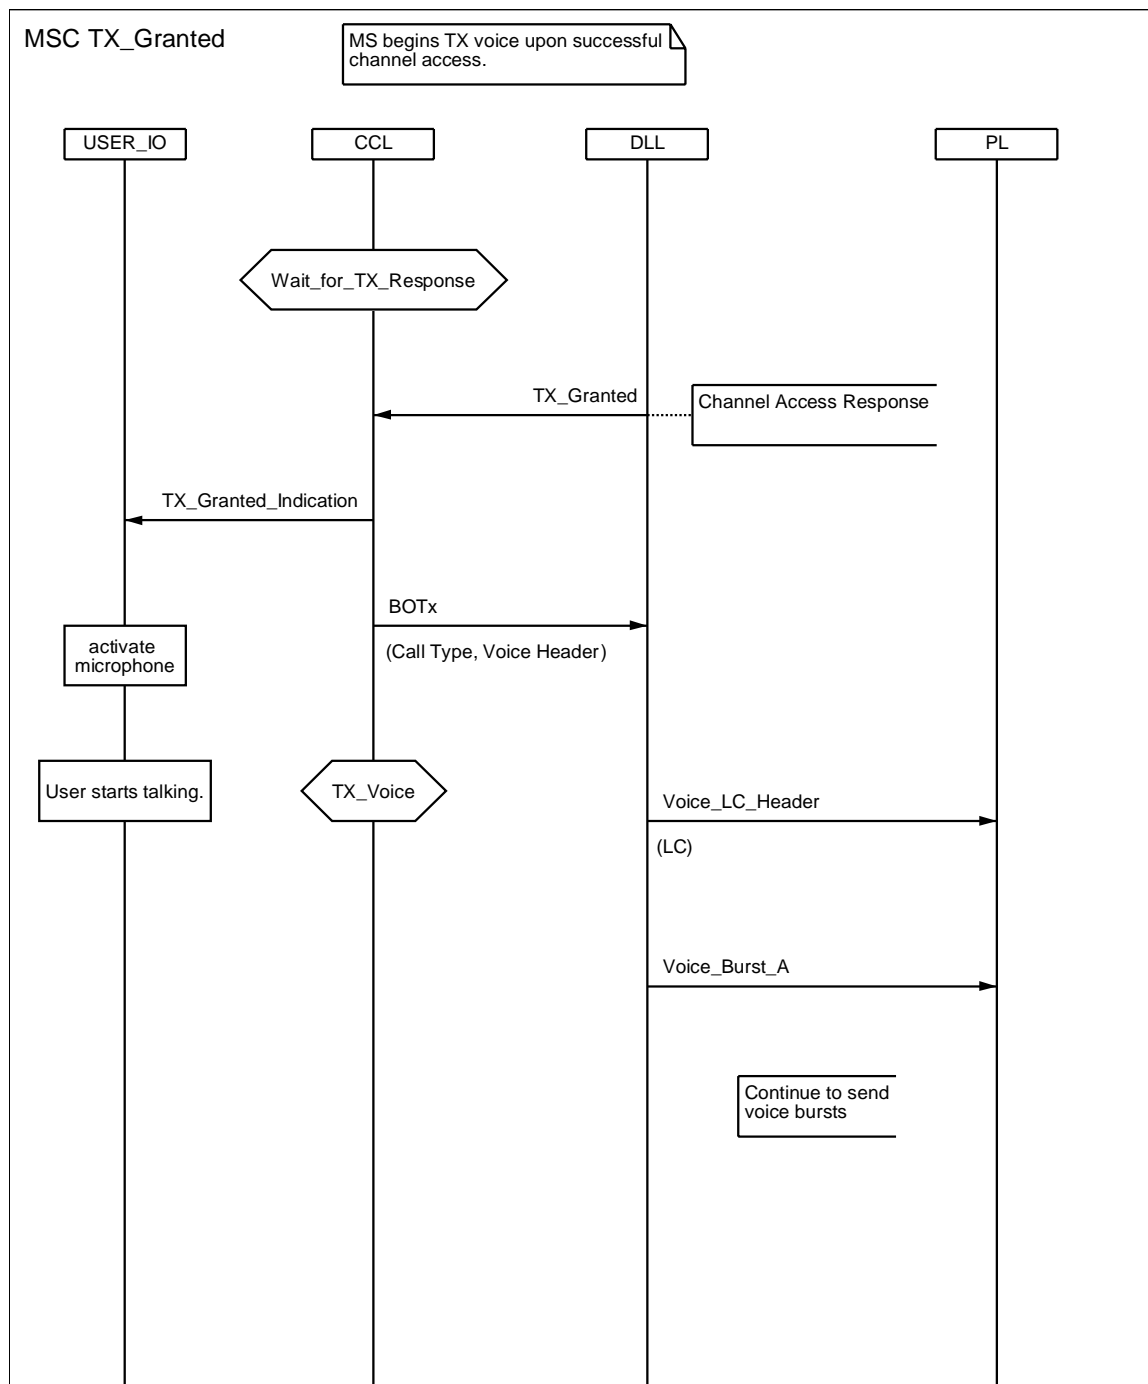 MSC TX_Granted
MS begins TX voice upon successful
channel access.
USER_IO
CCL
DLL
PL
Wait_for_TX_Response
TX_Granted
Channel Access Response
TX_Granted_Indication
BOTx
(Call Type, Voice Header)
activate
microphone
User starts talking.
TX_Voice
Voice_LC_Header
(LC)
Voice_Burst_A
Continue to send
voice bursts